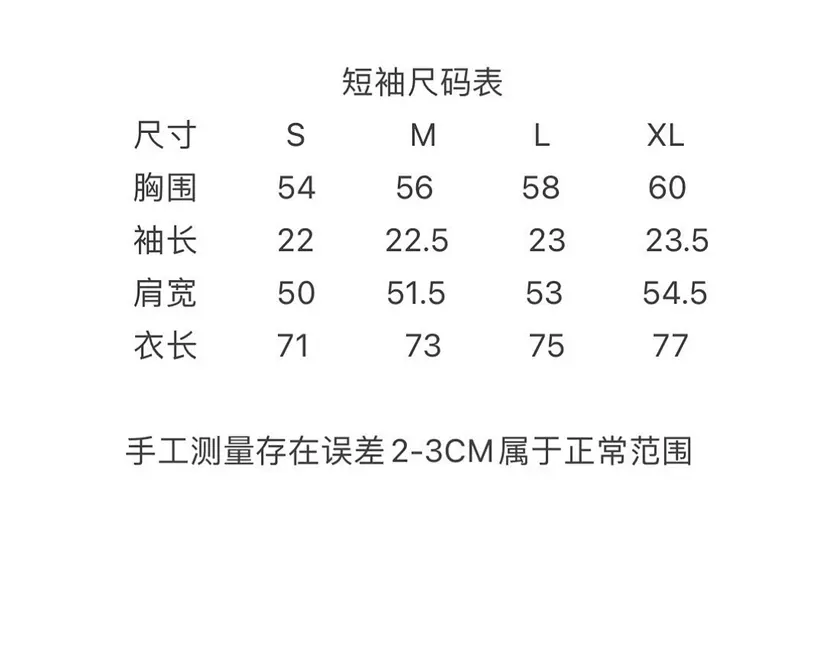 短袖尺码表
尺寸 S M L XL
胸围 54 56 58 60
袖长 22 22.5 23 23.5
肩宽 50 51.5 53 54.5
衣长 71 73 75 77
手工测量存在误差2-3CM属于正常范围